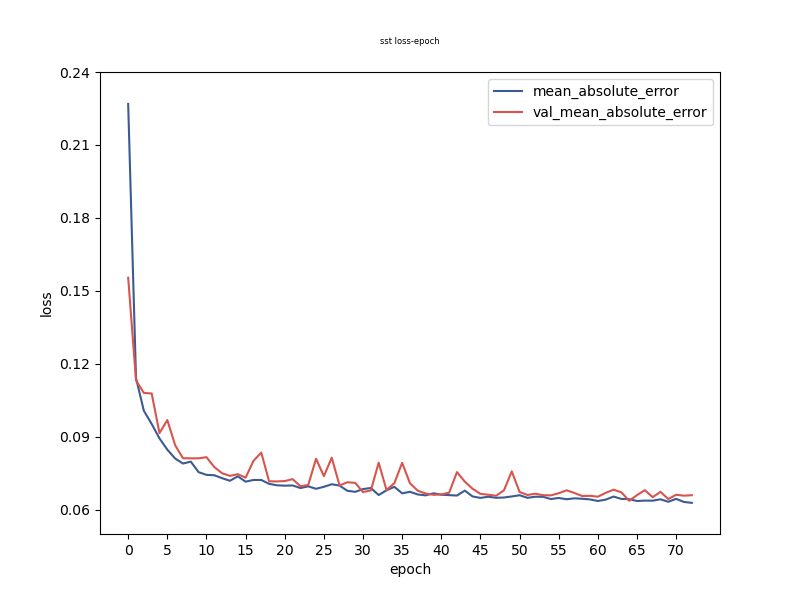 sst loss-epoch
mean_absolute_error
val_mean_absolute_error
0.24
0.21
0.18
0.15
0.12
0.09
0.06
loss
0 5 10 15 20 25 30 35 40 45 50 55 60 65 70
epoch